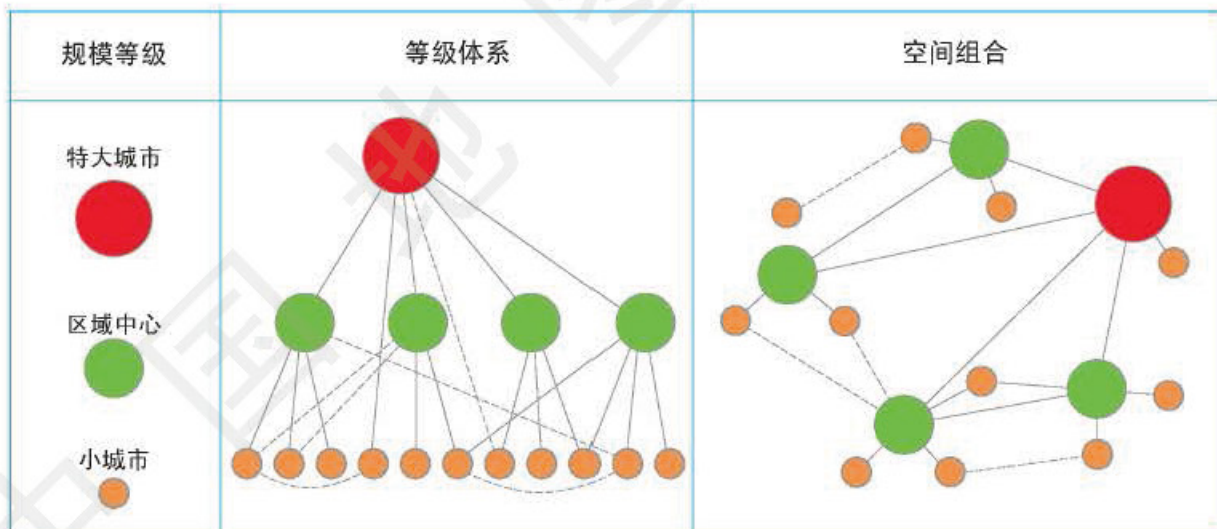 规模等级
等级体系
空间组合
特大城市
区域中心
小城市